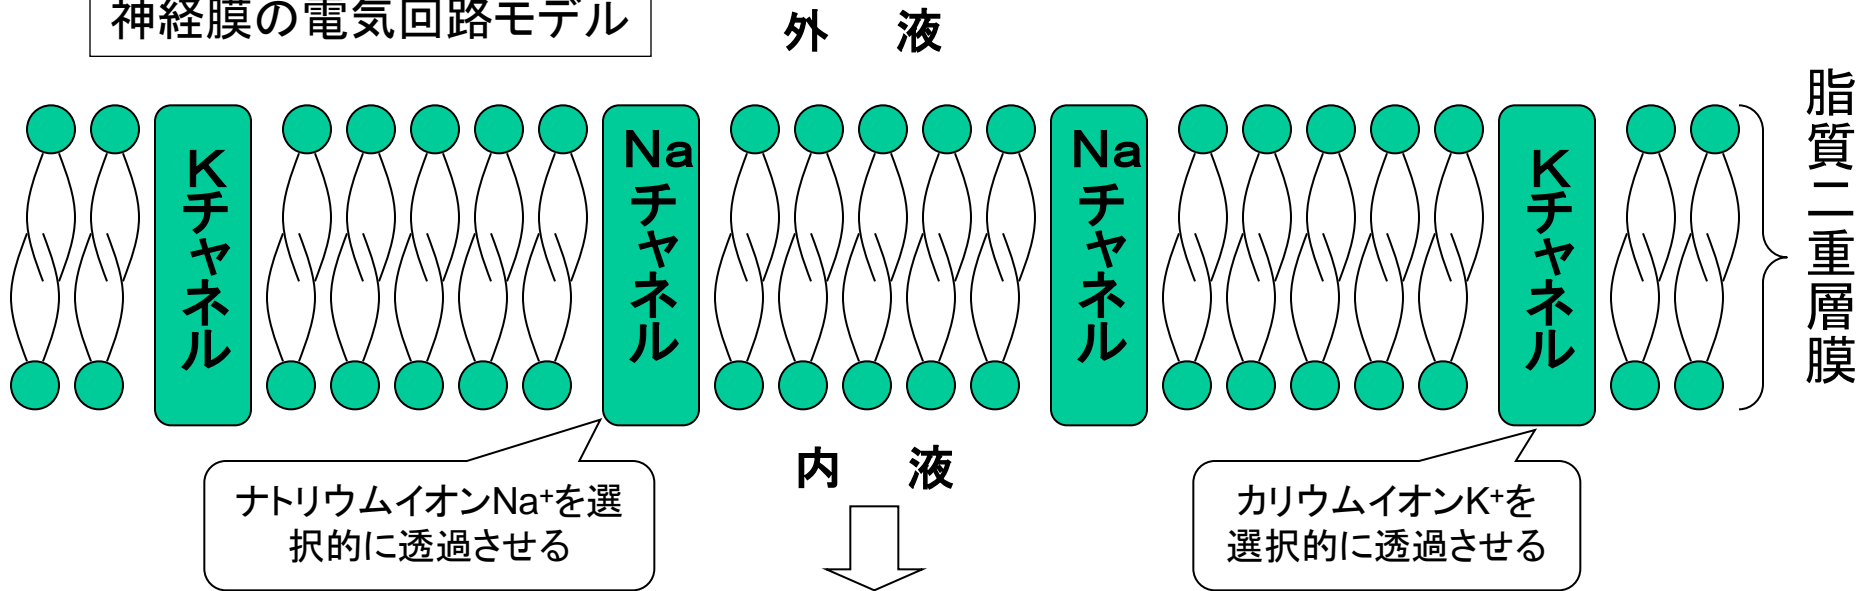 神経膜の電気回路モデル
外 液
Kチャネル
Naチャネル
Naチャネル
Kチャネル
脂質二重層膜
内 液
ナトリウムイオンNa⁺を選
択的に透過させる
カリウムイオンK⁺を
選択的に透過させる